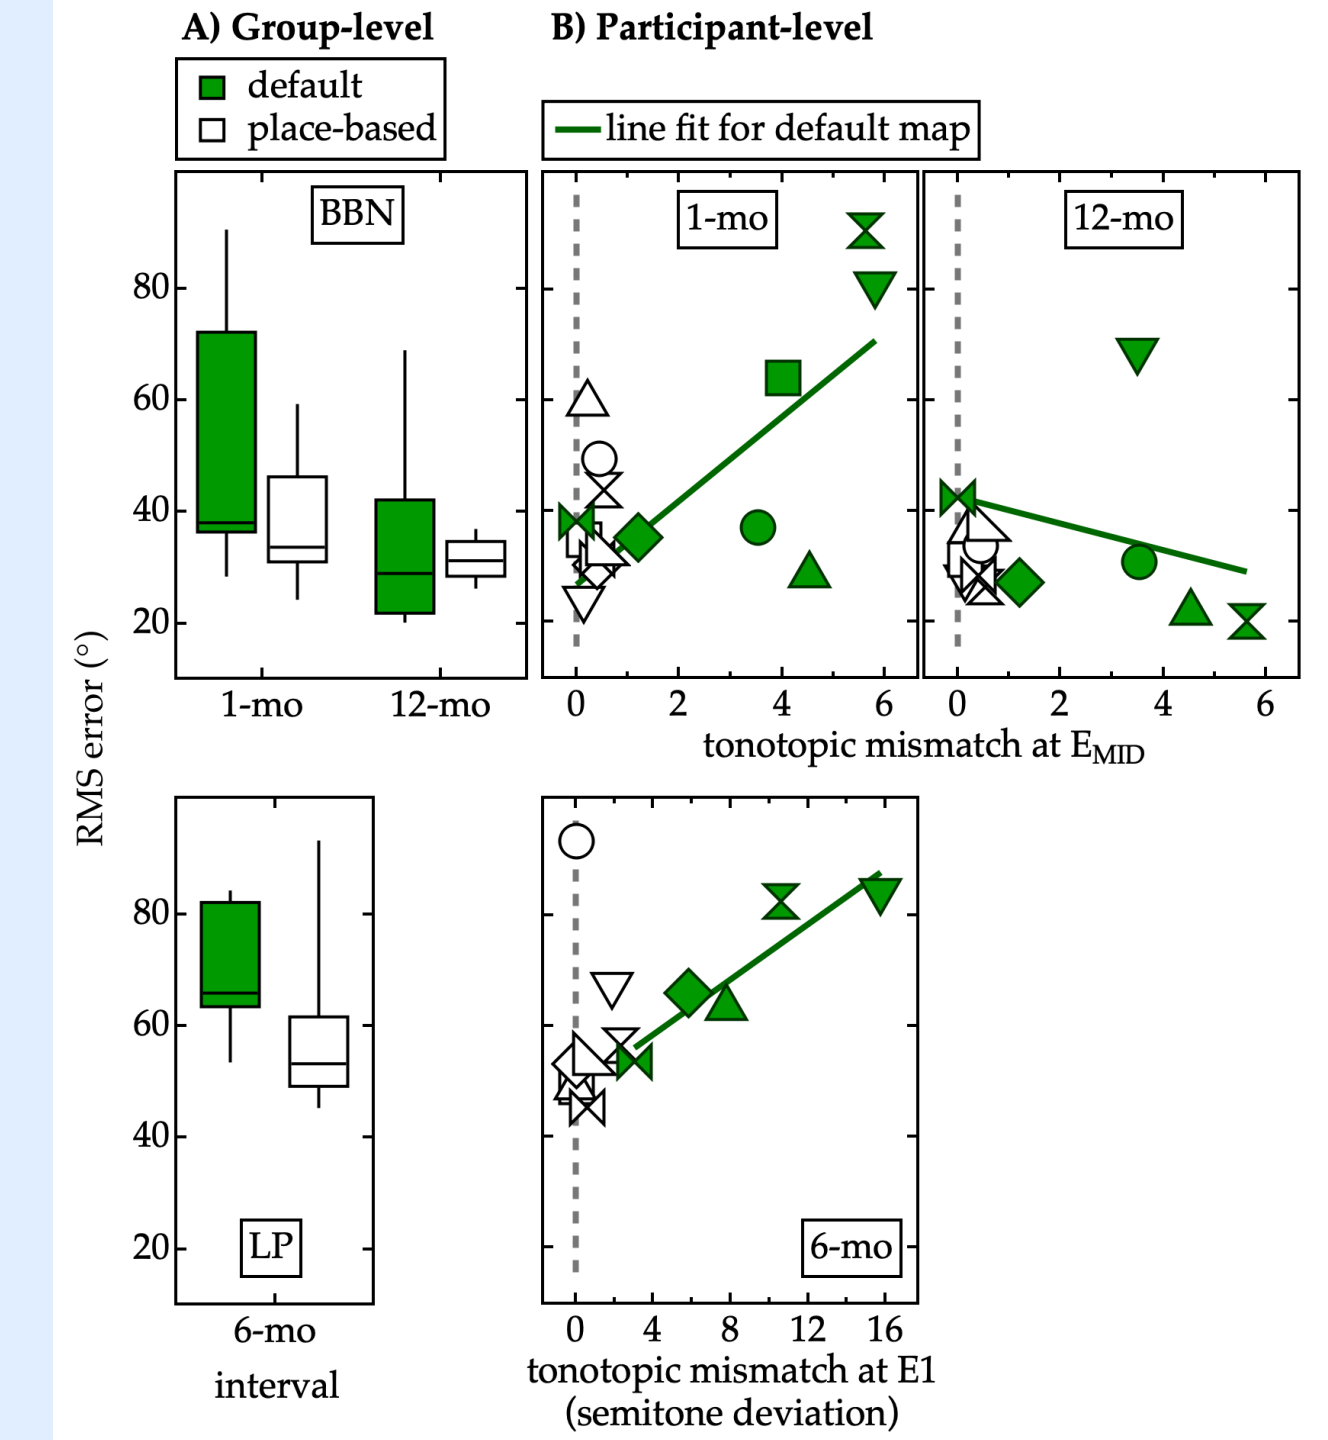 A) Group-level
B) Participant-level
default
place-based
line fit for default map
BBN
1-mo
12-mo
80
60
40
20
1-mo
12-mo
0
2
4
6
0
2
4
6
tonotopic mismatch at EMID
RMS error (°)
80
60
40
20
LP
6-mo
6-mo
interval
0
4
8
12
16
tonotopic mismatch at E1
(semitone deviation)